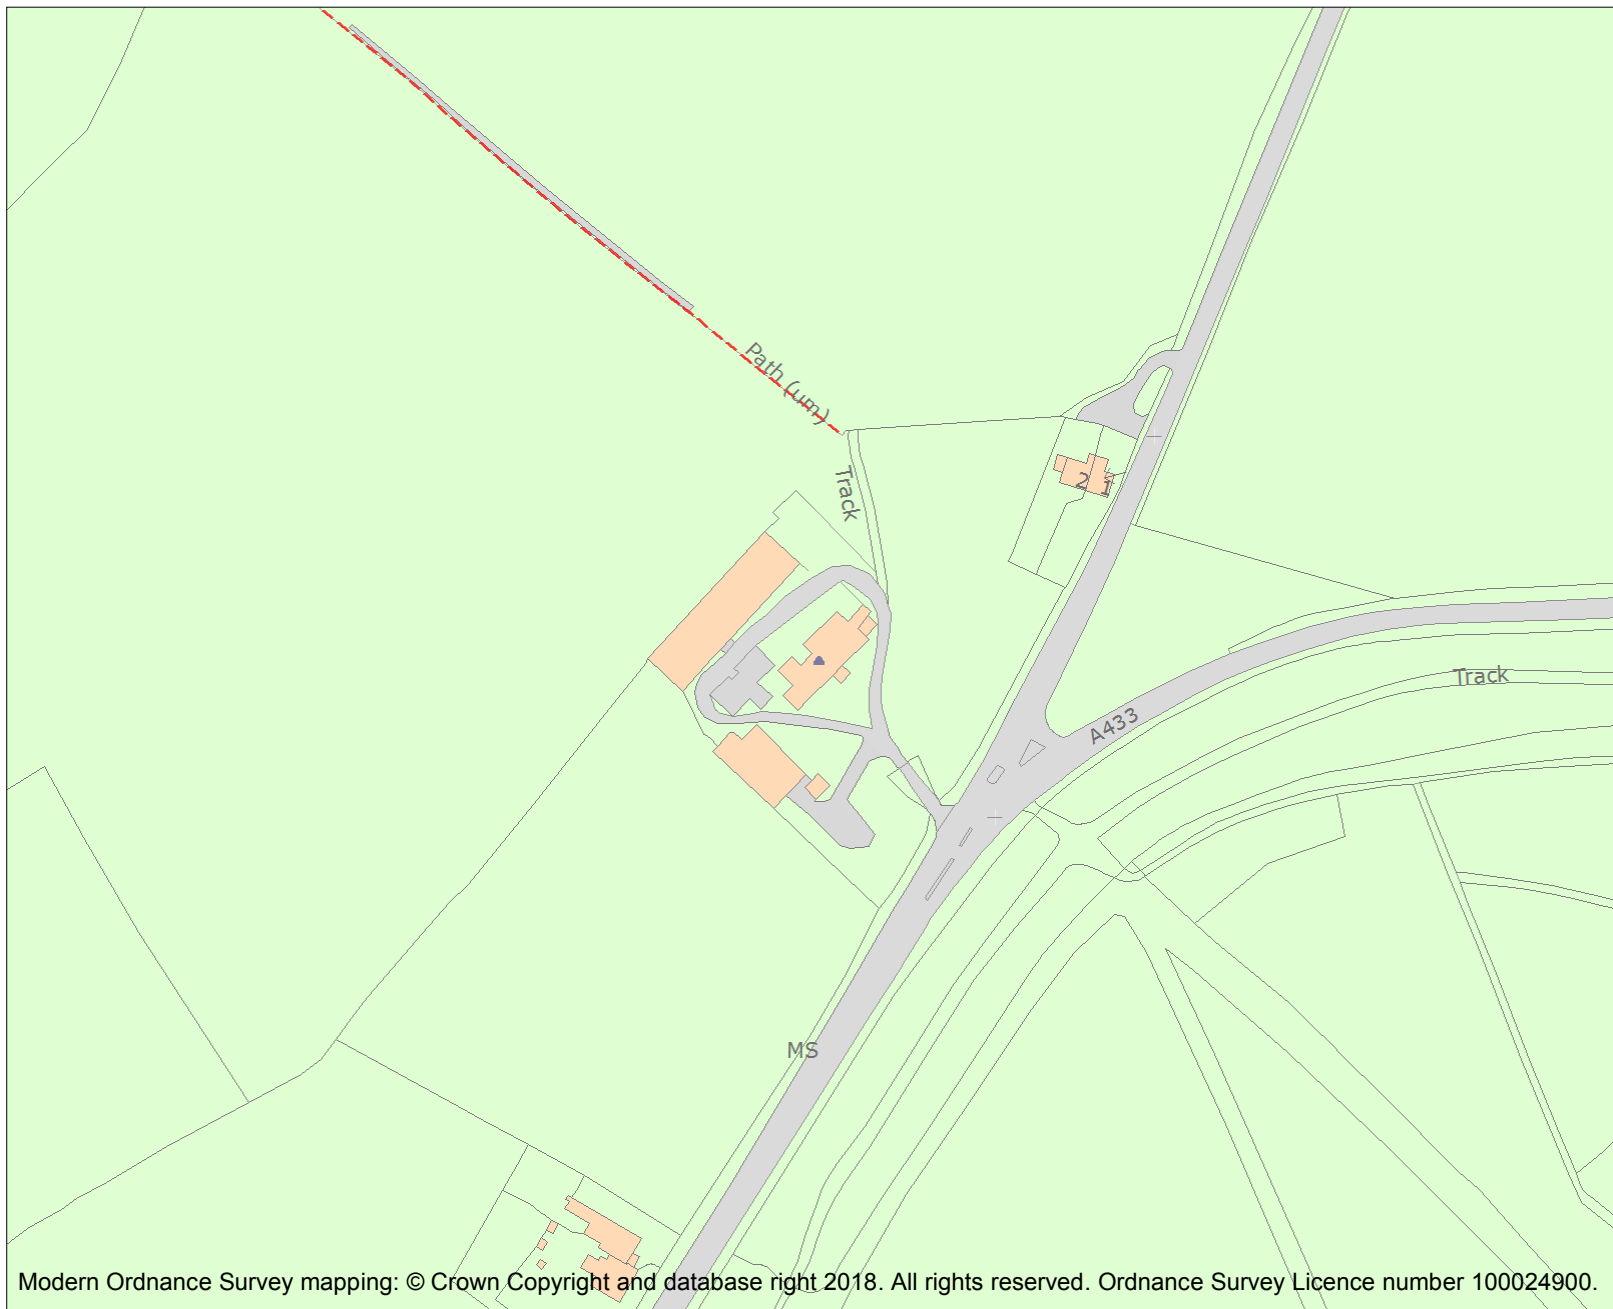 Path (um)
Track
2
1
Track
A433
MS
Modern Ordnance Survey mapping: © Crown Copyright and database right 2018. All rights reserved. Ordnance Survey Licence number 100024900.